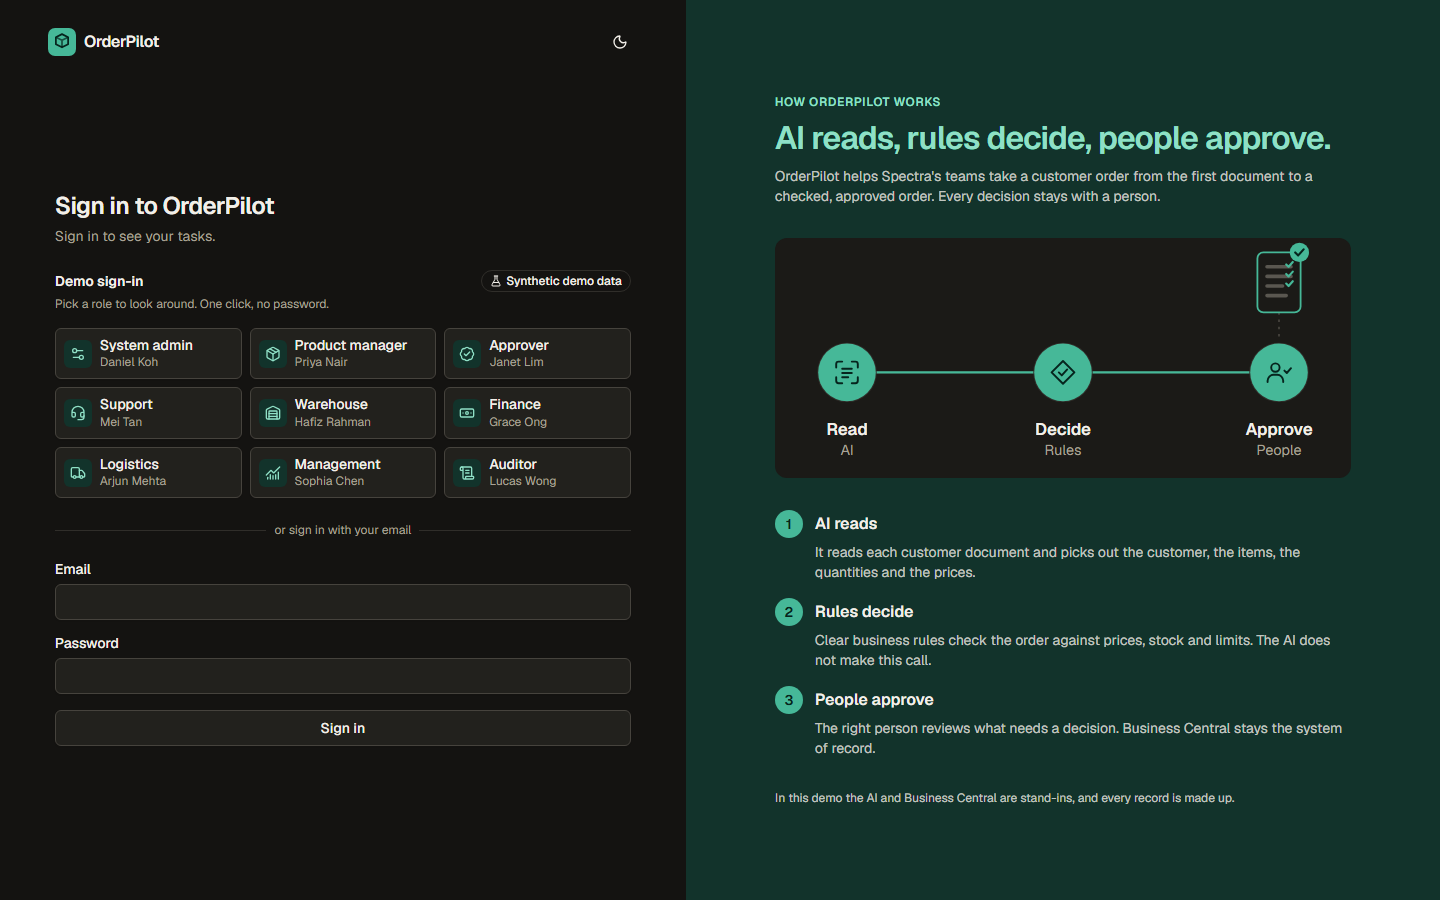 OrderPilot
Sign in to OrderPilot
Sign in to see your tasks.
Demo sign-in
Synthetic demo data
Pick a role to look around. One click, no password.
System admin
Daniel Koh
Product manager
Priya Nair
Approver
Janet Lim
Support
Mei Tan
Warehouse
Hafiz Rahman
Finance
Grace Ong
Logistics
Arjun Mehta
Management
Sophia Chen
Auditor
Lucas Wong
or sign in with your email
Email
Password
Sign in
HOW ORDERPILOT WORKS
AI reads, rules decide, people approve.
OrderPilot helps Spectra's teams take a customer order from the first document to a
checked, approved order. Every decision stays with a person.
Read
AI
Decide
Rules
Approve
People
1
AI reads
It reads each customer document and picks out the customer, the items, the
quantities and the prices.
2
Rules decide
Clear business rules check the order against prices, stock and limits. The AI does
not make this call.
3
People approve
The right person reviews what needs a decision. Business Central stays the system
of record.
In this demo the AI and Business Central are stand-ins, and every record is made up.